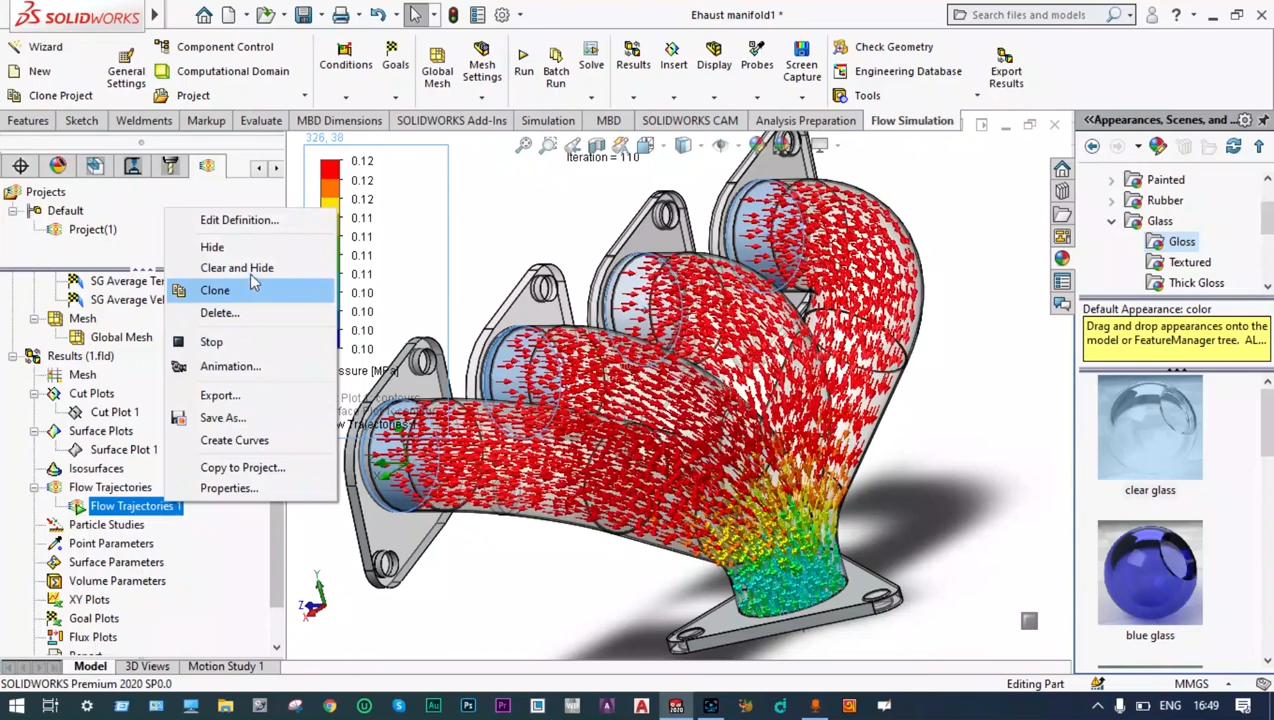 SOLIDWORKS
Ehaust manifold1 *
Search files and models
Wizard
New
Clone Project
General Settings
Component Control
Computational Domain
Project
Conditions
Goals
Global Mesh
Mesh Settings
Run
Batch Run
Solve
Results
Insert
Display
Probes
Screen Capture
Check Geometry
Engineering Database
Tools
Export Results
Features
Sketch
Weldments
Markup
Evaluate
MBD Dimensions
SOLIDWORKS Add-Ins
Simulation
MBD
SOLIDWORKS CAM
Analysis Preparation
Flow Simulation
Projects
Default
Project(1)
SG Average Ter
SG Average Vel
Mesh
Global Mesh
Results (1.fld)
Mesh
Cut Plots
Cut Plot 1
Surface Plots
Surface Plot 1
Isosurfaces
Flow Trajectories
Flow Trajectories 1
Particle Studies
Point Parameters
Surface Parameters
Volume Parameters
XY Plots
Goal Plots
Flux Plots
Edit Definition...
Hide
Clear and Hide
Clone
Delete...
Stop
Animation...
Export...
Save As...
Create Curves
Copy to Project...
Properties...
326, 38
Iteration = 110
0.12
0.12
0.12
0.11
0.11
0.11
0.11
0.10
0.10
0.10
essure [MPa]
Plot 1: contours
rface Plot 1: contours
w Trajectories 1
Y
Z
X
Appearances, Scenes, and ...
Painted
Rubber
Glass
Gloss
Textured
Thick Gloss
Default Appearance: color
Drag and drop appearances onto the
model or FeatureManager tree. AL...
clear glass
blue glass
Model
3D Views
Motion Study 1
SOLIDWORKS Premium 2020 SP0.0
Editing Part
MMGS
ENG
16:49